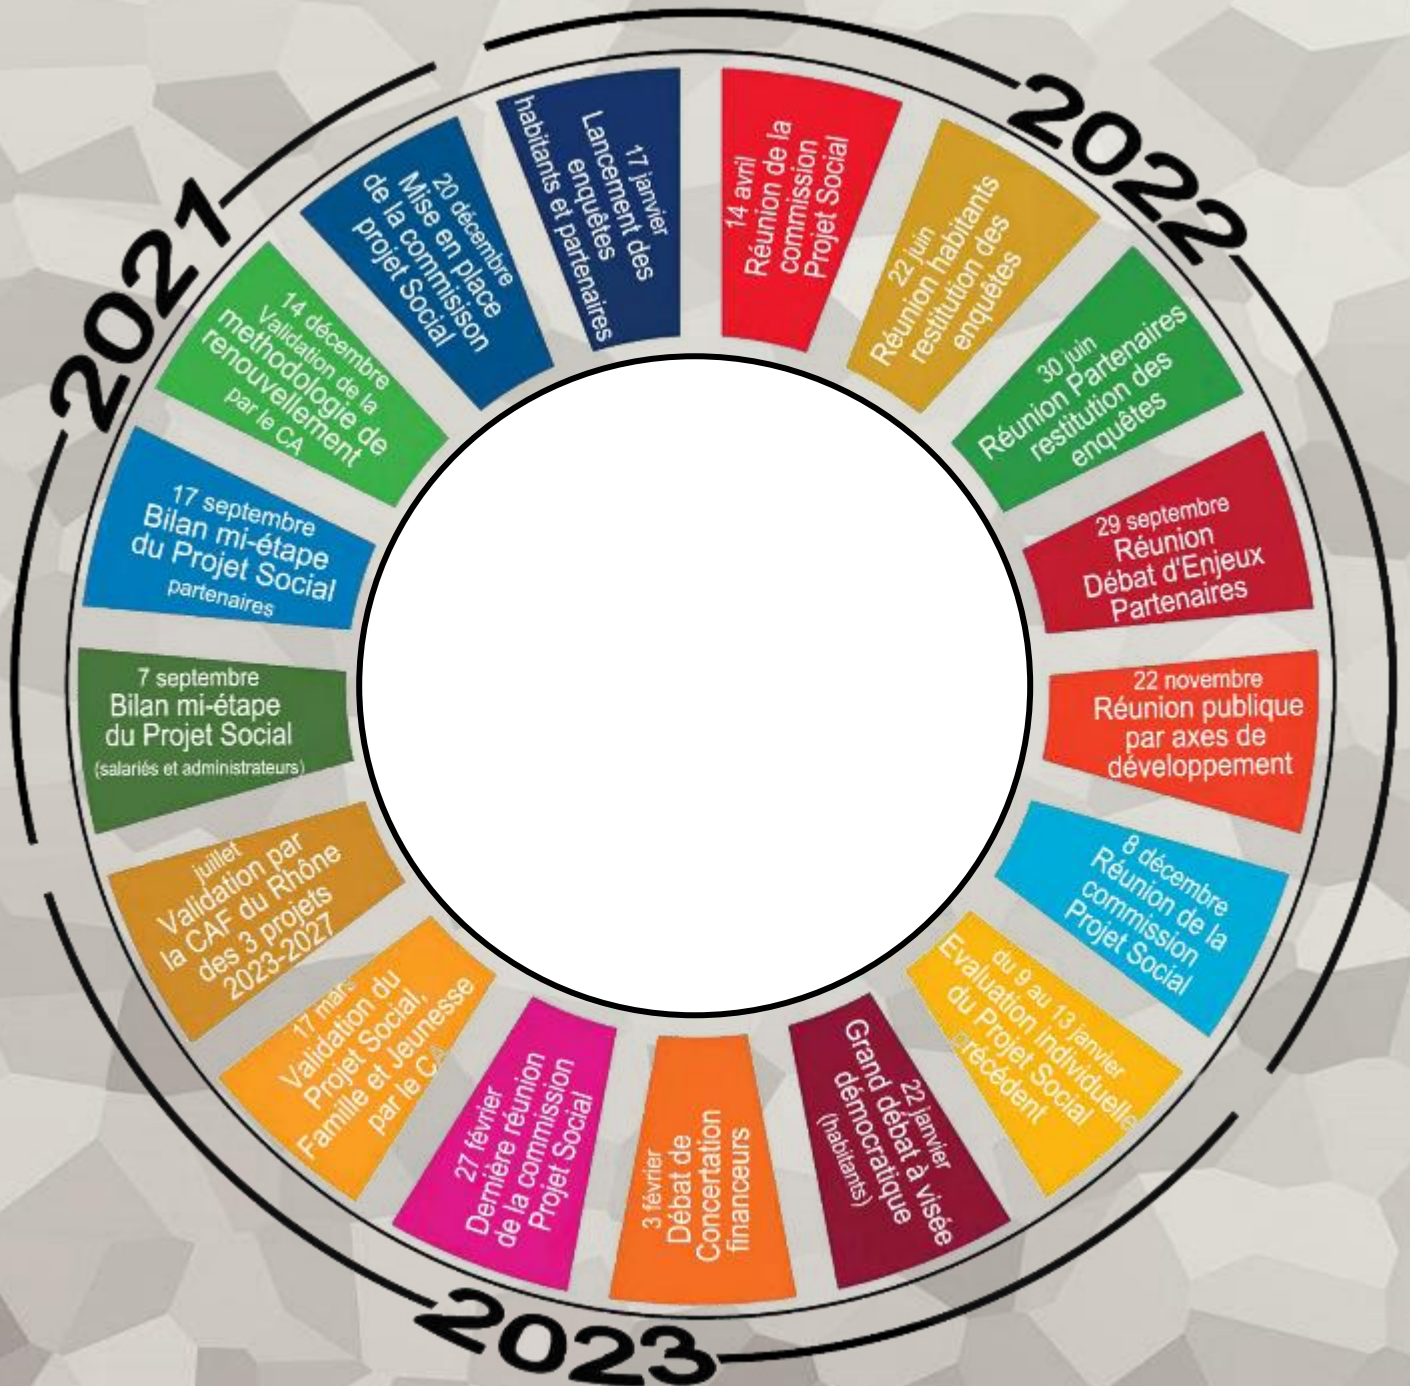 2021
7 septembre
Bilan mi-étape
du Projet Social
(salariés et administrateurs)
17 septembre
Bilan mi-étape
du Projet Social
partenaires
14 décembre
Validation de la
methodologie de
renouvellement
par le CA
20 décembre
Mise en place
de la commisison
projet Social
2022
17 janvier
Lancement des
enquêtes
habitants et partenaires
14 avril
Réunion de la
commission
Projet Social
22 juin
Réunion habitants
restitution des
enquêtes
30 juin
Réunion Partenaires
restitution des
enquêtes
29 septembre
Réunion
Débat d'Enjeux
Partenaires
22 novembre
Réunion publique
par axes de
développement
8 décembre
Réunion de la
commission
Projet Social
2023
du 9 au 13 janvier
Evaluation Individuelle
du Projet Social
précédent
22 janvier
Grand débat à visée
démocratique
(habitants)
3 février
Débat de
Concertation
financeurs
27 février
Dernière réunion
de la commission
Projet Social
17 mars
Validation du
Projet Social,
Famille et Jeunesse
par le CA
juillet
Validation par
la CAF du Rhône
des 3 projets
2023-2027